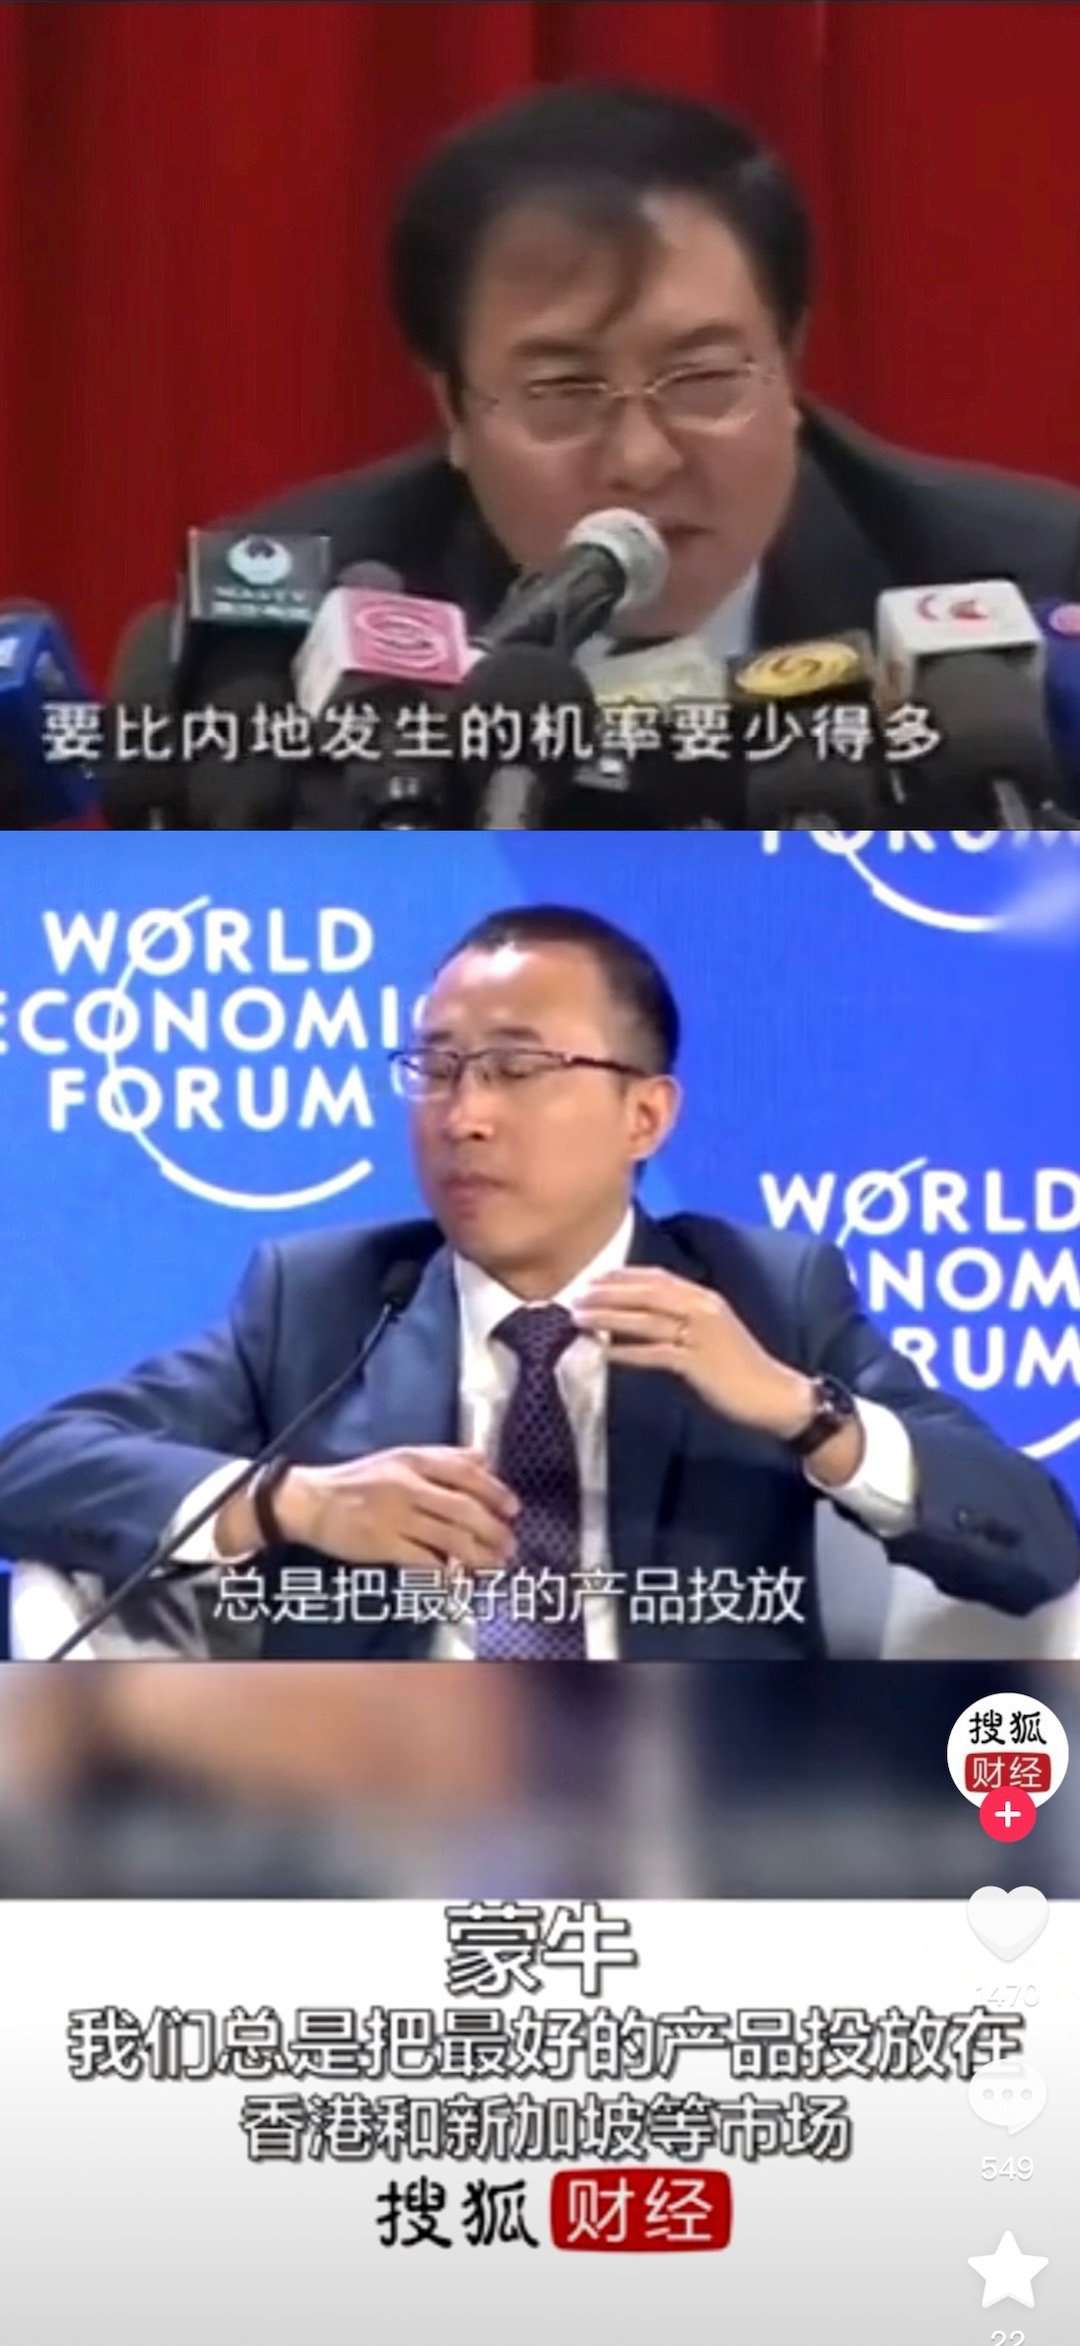 要比内地发生的机率要少得多
FORUM
WORLD
ECONOMIC
FORUM
WORLD
NOM
RUM
总是把最好的产品投放
搜狐
财经
蒙牛
1470
我们总是把最好的产品投放在
香港和新加坡等市场
549
搜狐 财经
22